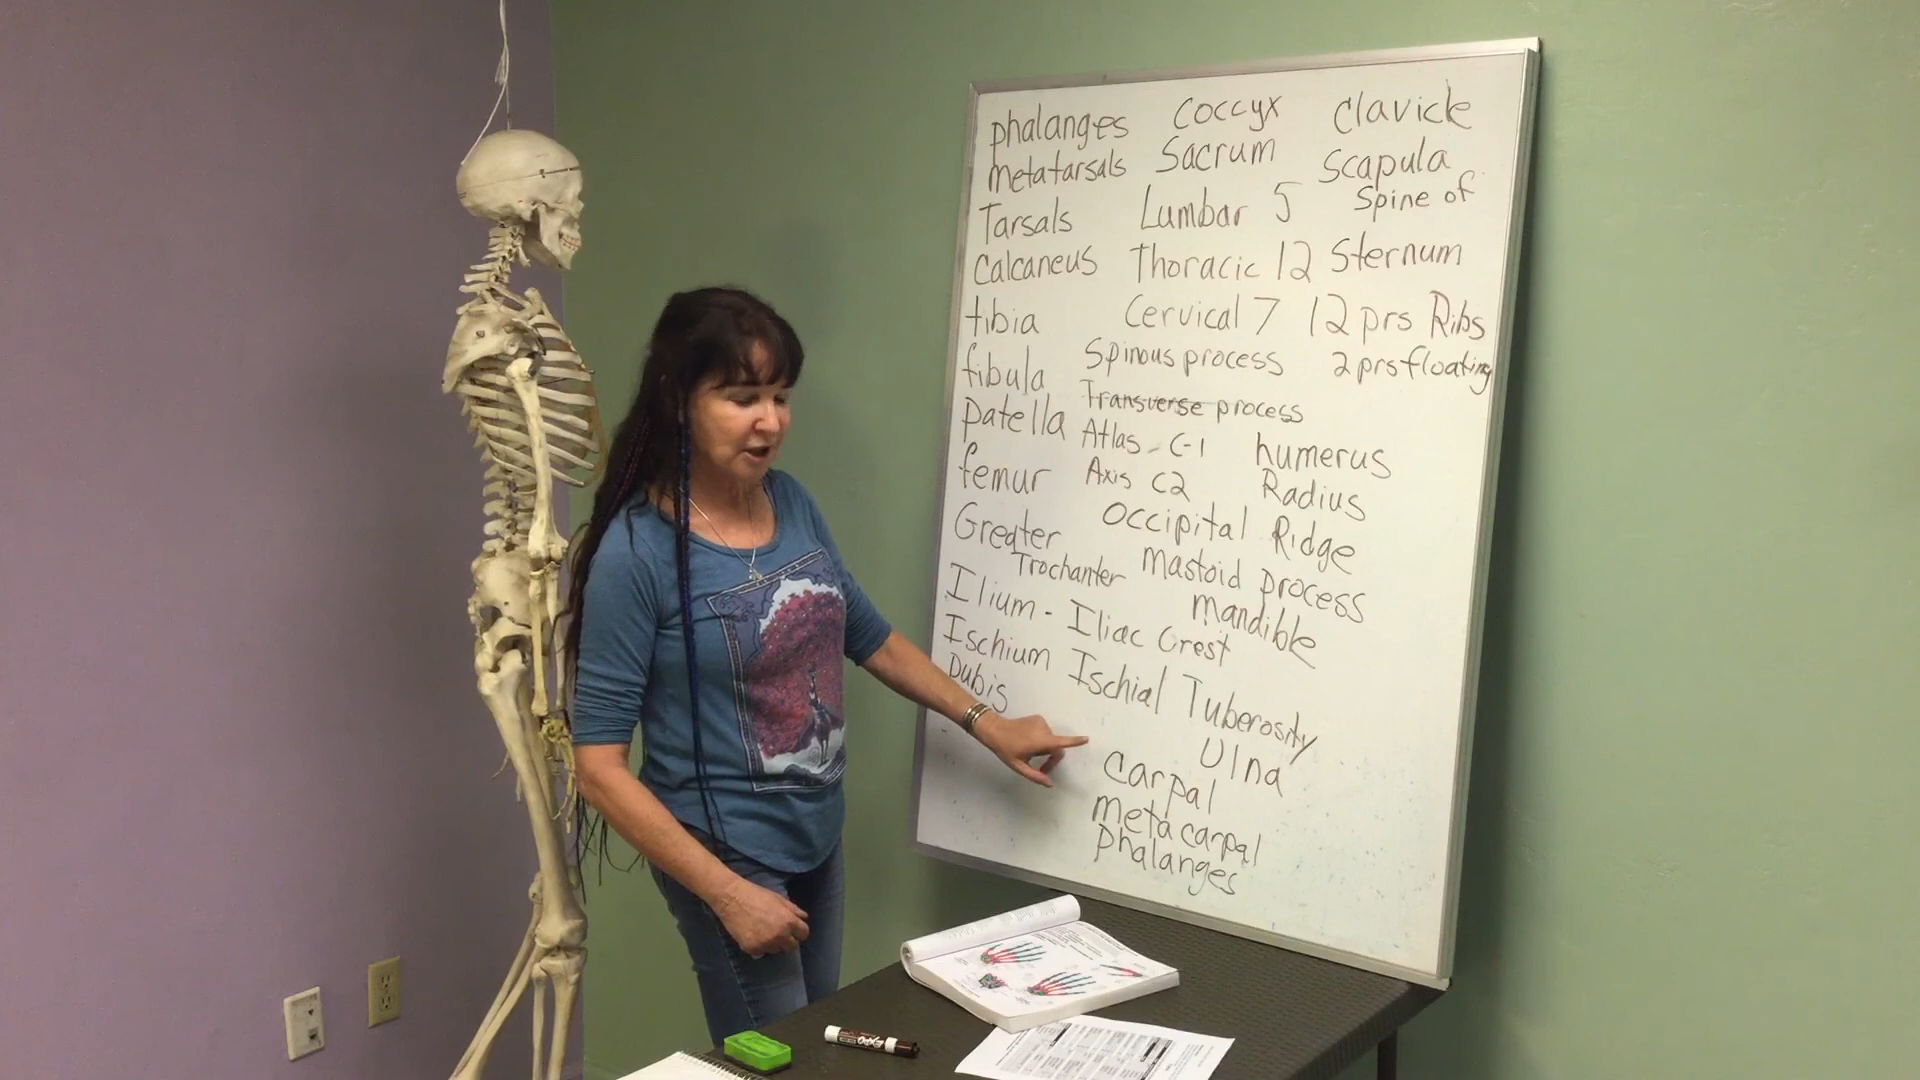 phalanges
metatarsals
Tarsals
Calcaneus
tibia
fibula
patella
femur
Greater
Trochanter
Ilium - Iliac Crest
Ischium Ischial Tuberosity
Pubis
Coccyx
Sacrum
Lumbar 5
Thoracic 12
Cervical 7
Spinous process
Transverse process
Atlas - C-1
Axis C2
Occipital Ridge
Mastoid process
mandible
Clavicle
Scapula
Spine of
Sternum
12 prs Ribs
2 prs floating
humerus
Radius
Ulna
Carpal
metacarpal
phalanges
EXPO